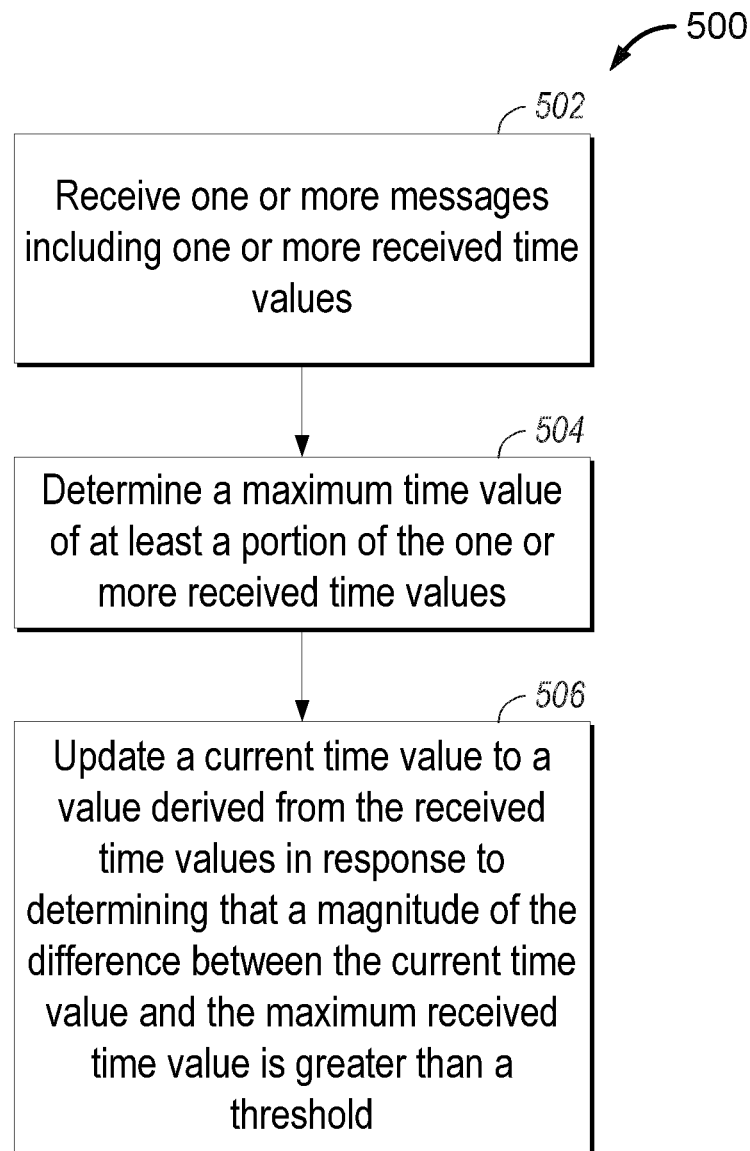 500
502
Receive one or more messages
including one or more received time
values
504
Determine a maximum time value
of at least a portion of the one or
more received time values
506
Update a current time value to a
value derived from the received
time values in response to
determining that a magnitude of the
difference between the current time
value and the maximum received
time value is greater than a
threshold